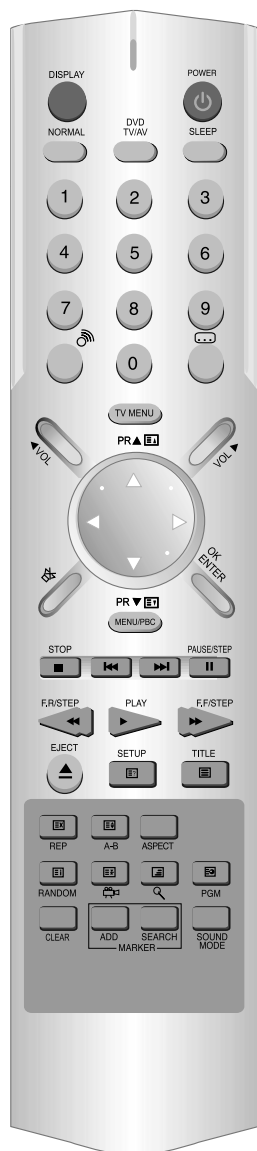 DISPLAY POWER
NORMAL DVD TV/AV SLEEP
1 2 3
4 5 6
7 8 9
0
TV MENU
PR▲
◀VOL VOL▶
OK
ENTER
PR▼
MENU/PBC
STOP PAUSE/STEP
F.R/STEP PLAY F.F/STEP
EJECT SETUP TITLE
REP A-B ASPECT
RANDOM PGM
CLEAR ADD SEARCH SOUND
MARKER MODE